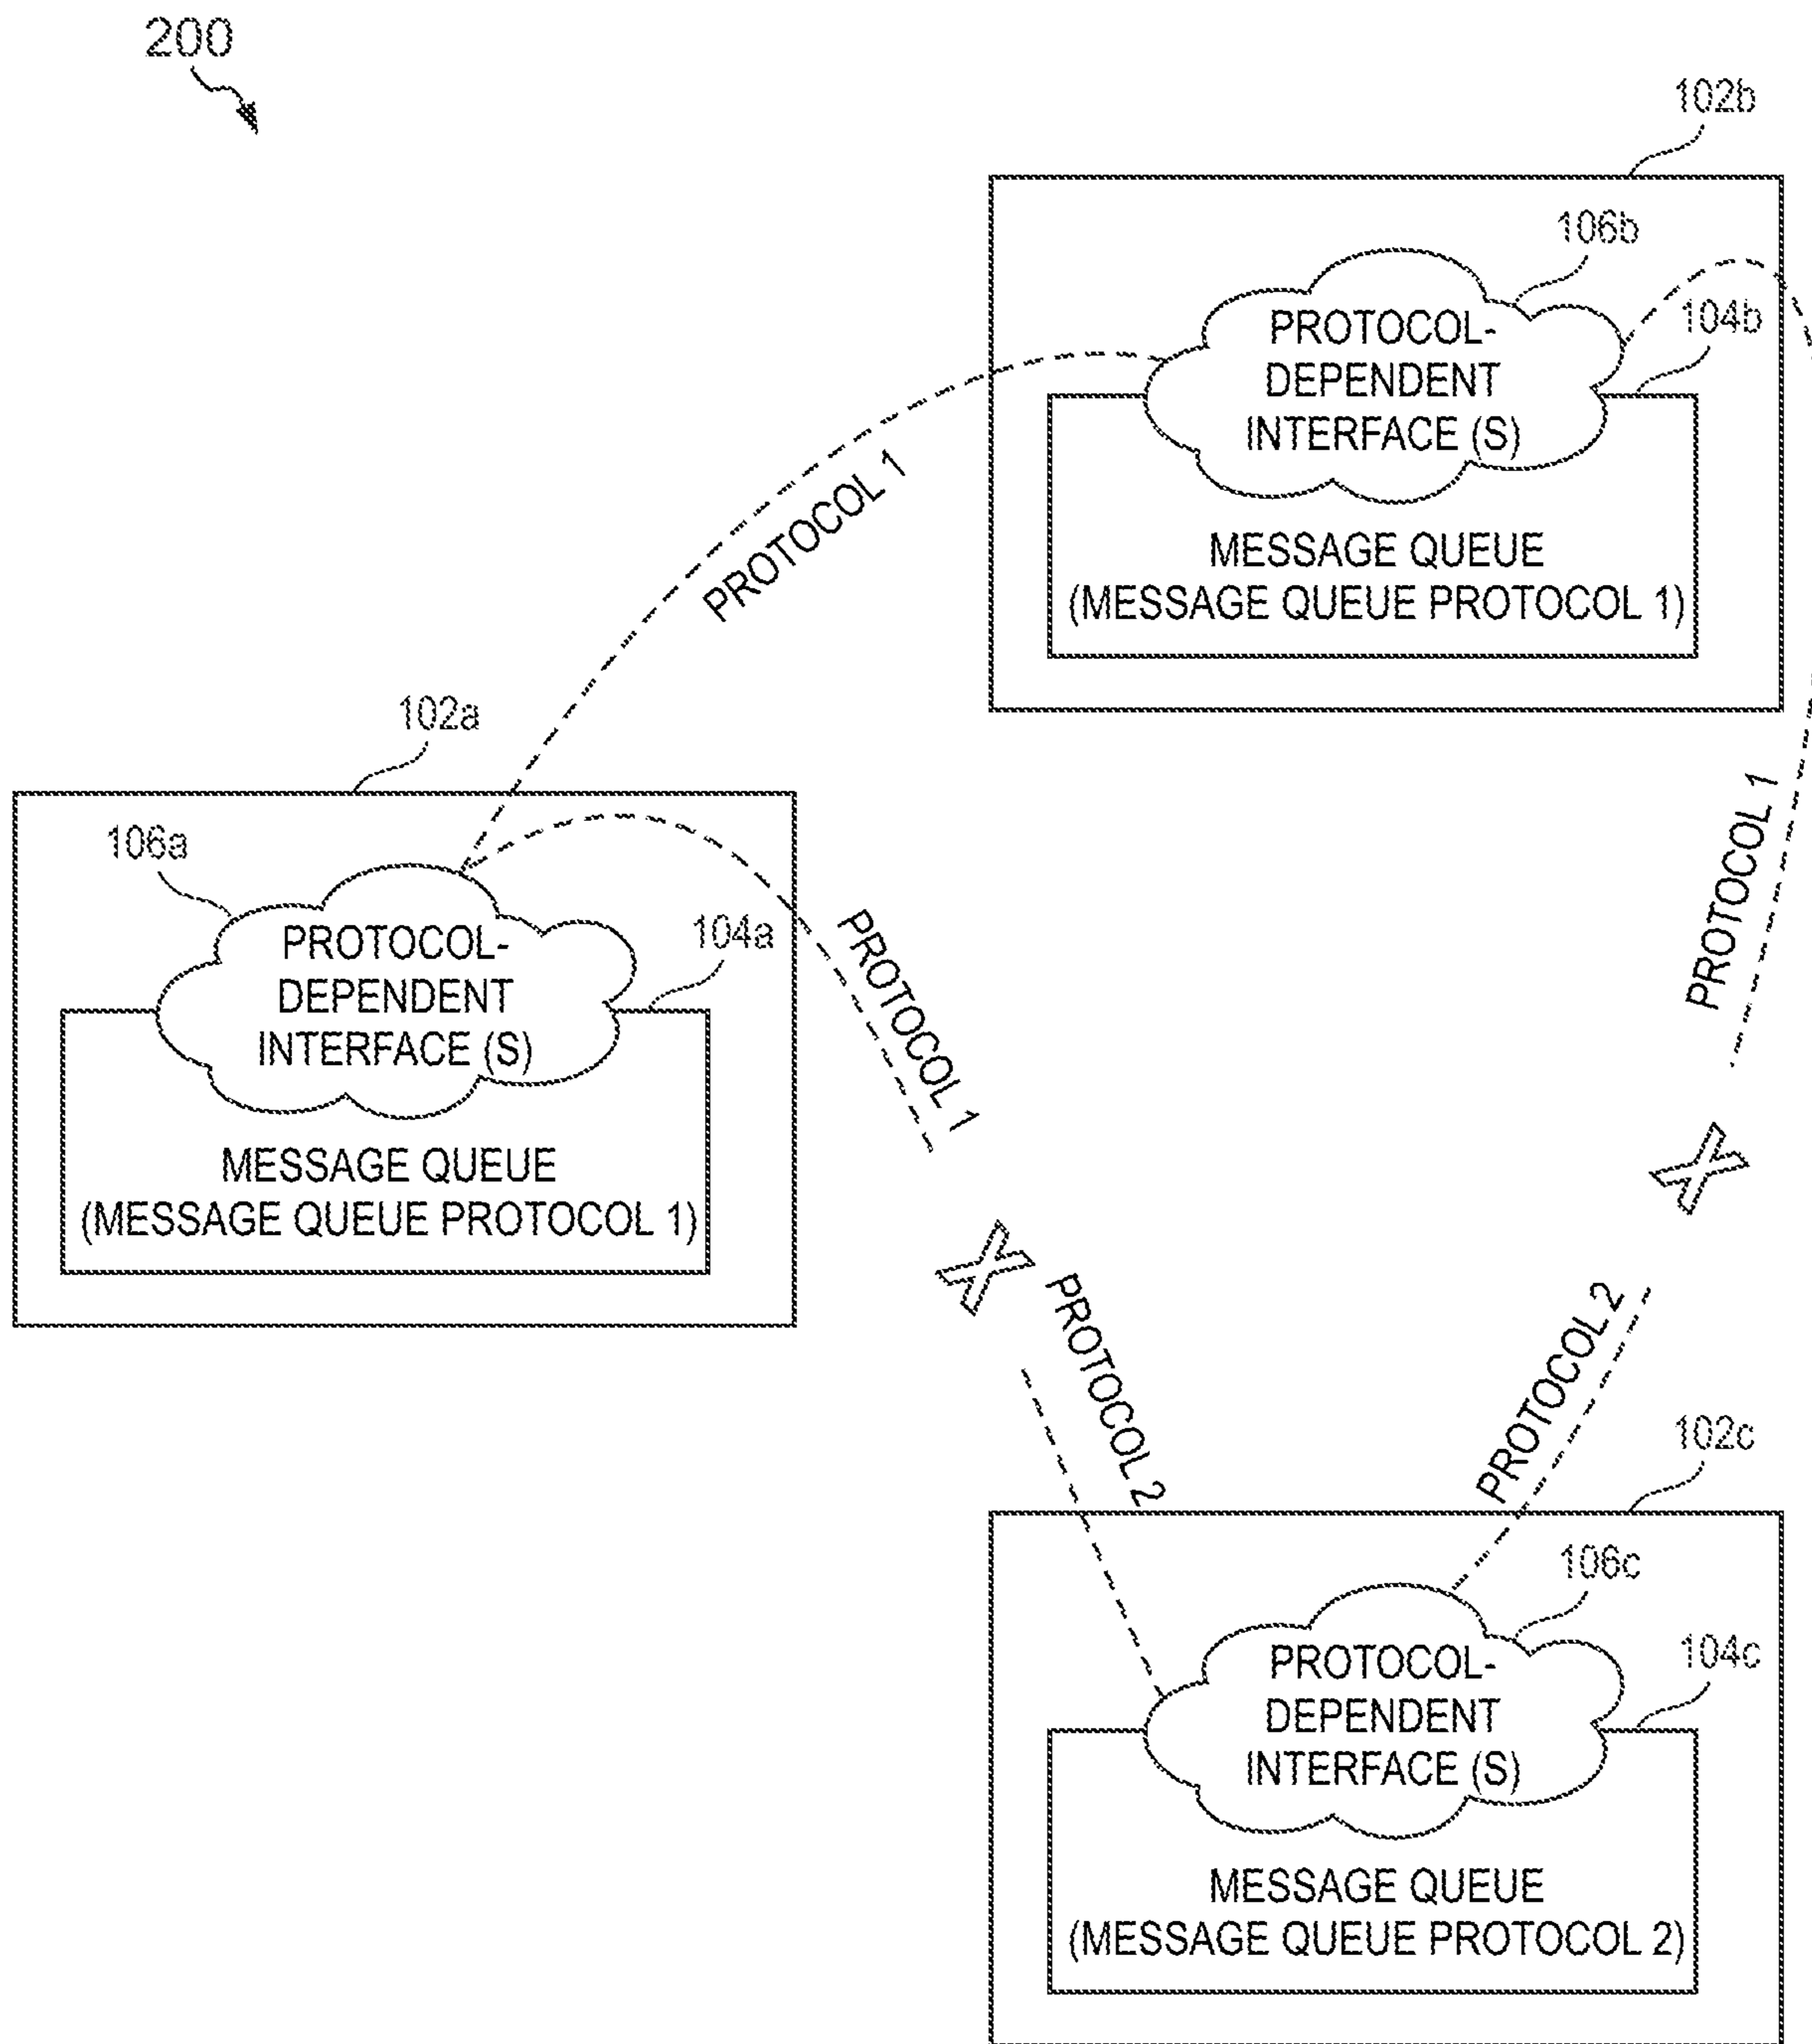 200
102b
106b
104b
PROTOCOL-
DEPENDENT
INTERFACE (S)
MESSAGE QUEUE
(MESSAGE QUEUE PROTOCOL 1)
PROTOCOL 1
102a
106a
104a
PROTOCOL-
DEPENDENT
INTERFACE (S)
MESSAGE QUEUE
(MESSAGE QUEUE PROTOCOL 1)
PROTOCOL 1
PROTOCOL 1
X
X
PROTOCOL 2
PROTOCOL 2
102c
106c
104c
PROTOCOL-
DEPENDENT
INTERFACE (S)
MESSAGE QUEUE
(MESSAGE QUEUE PROTOCOL 2)